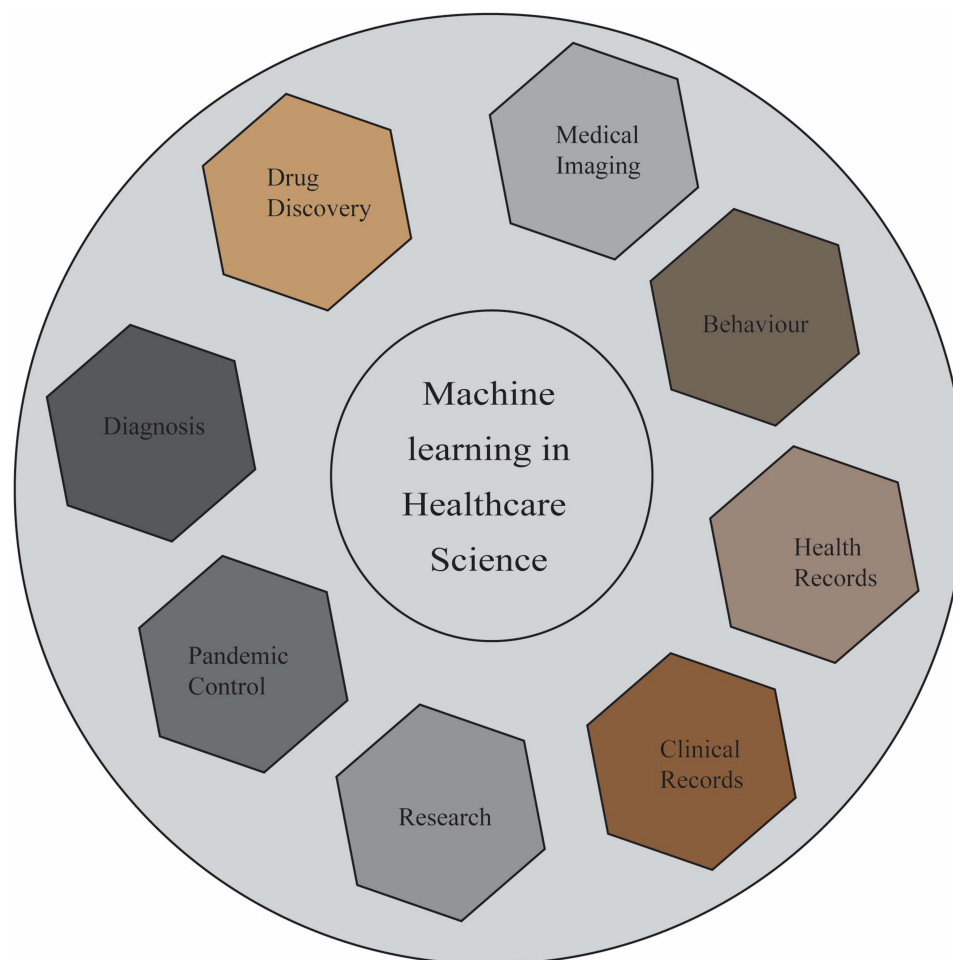 Medical
Imaging
Drug
Discovery
Behaviour
Machine
learning in
Healthcare
Science
Diagnosis
Health
Records
Pandemic
Control
Clinical
Records
Research